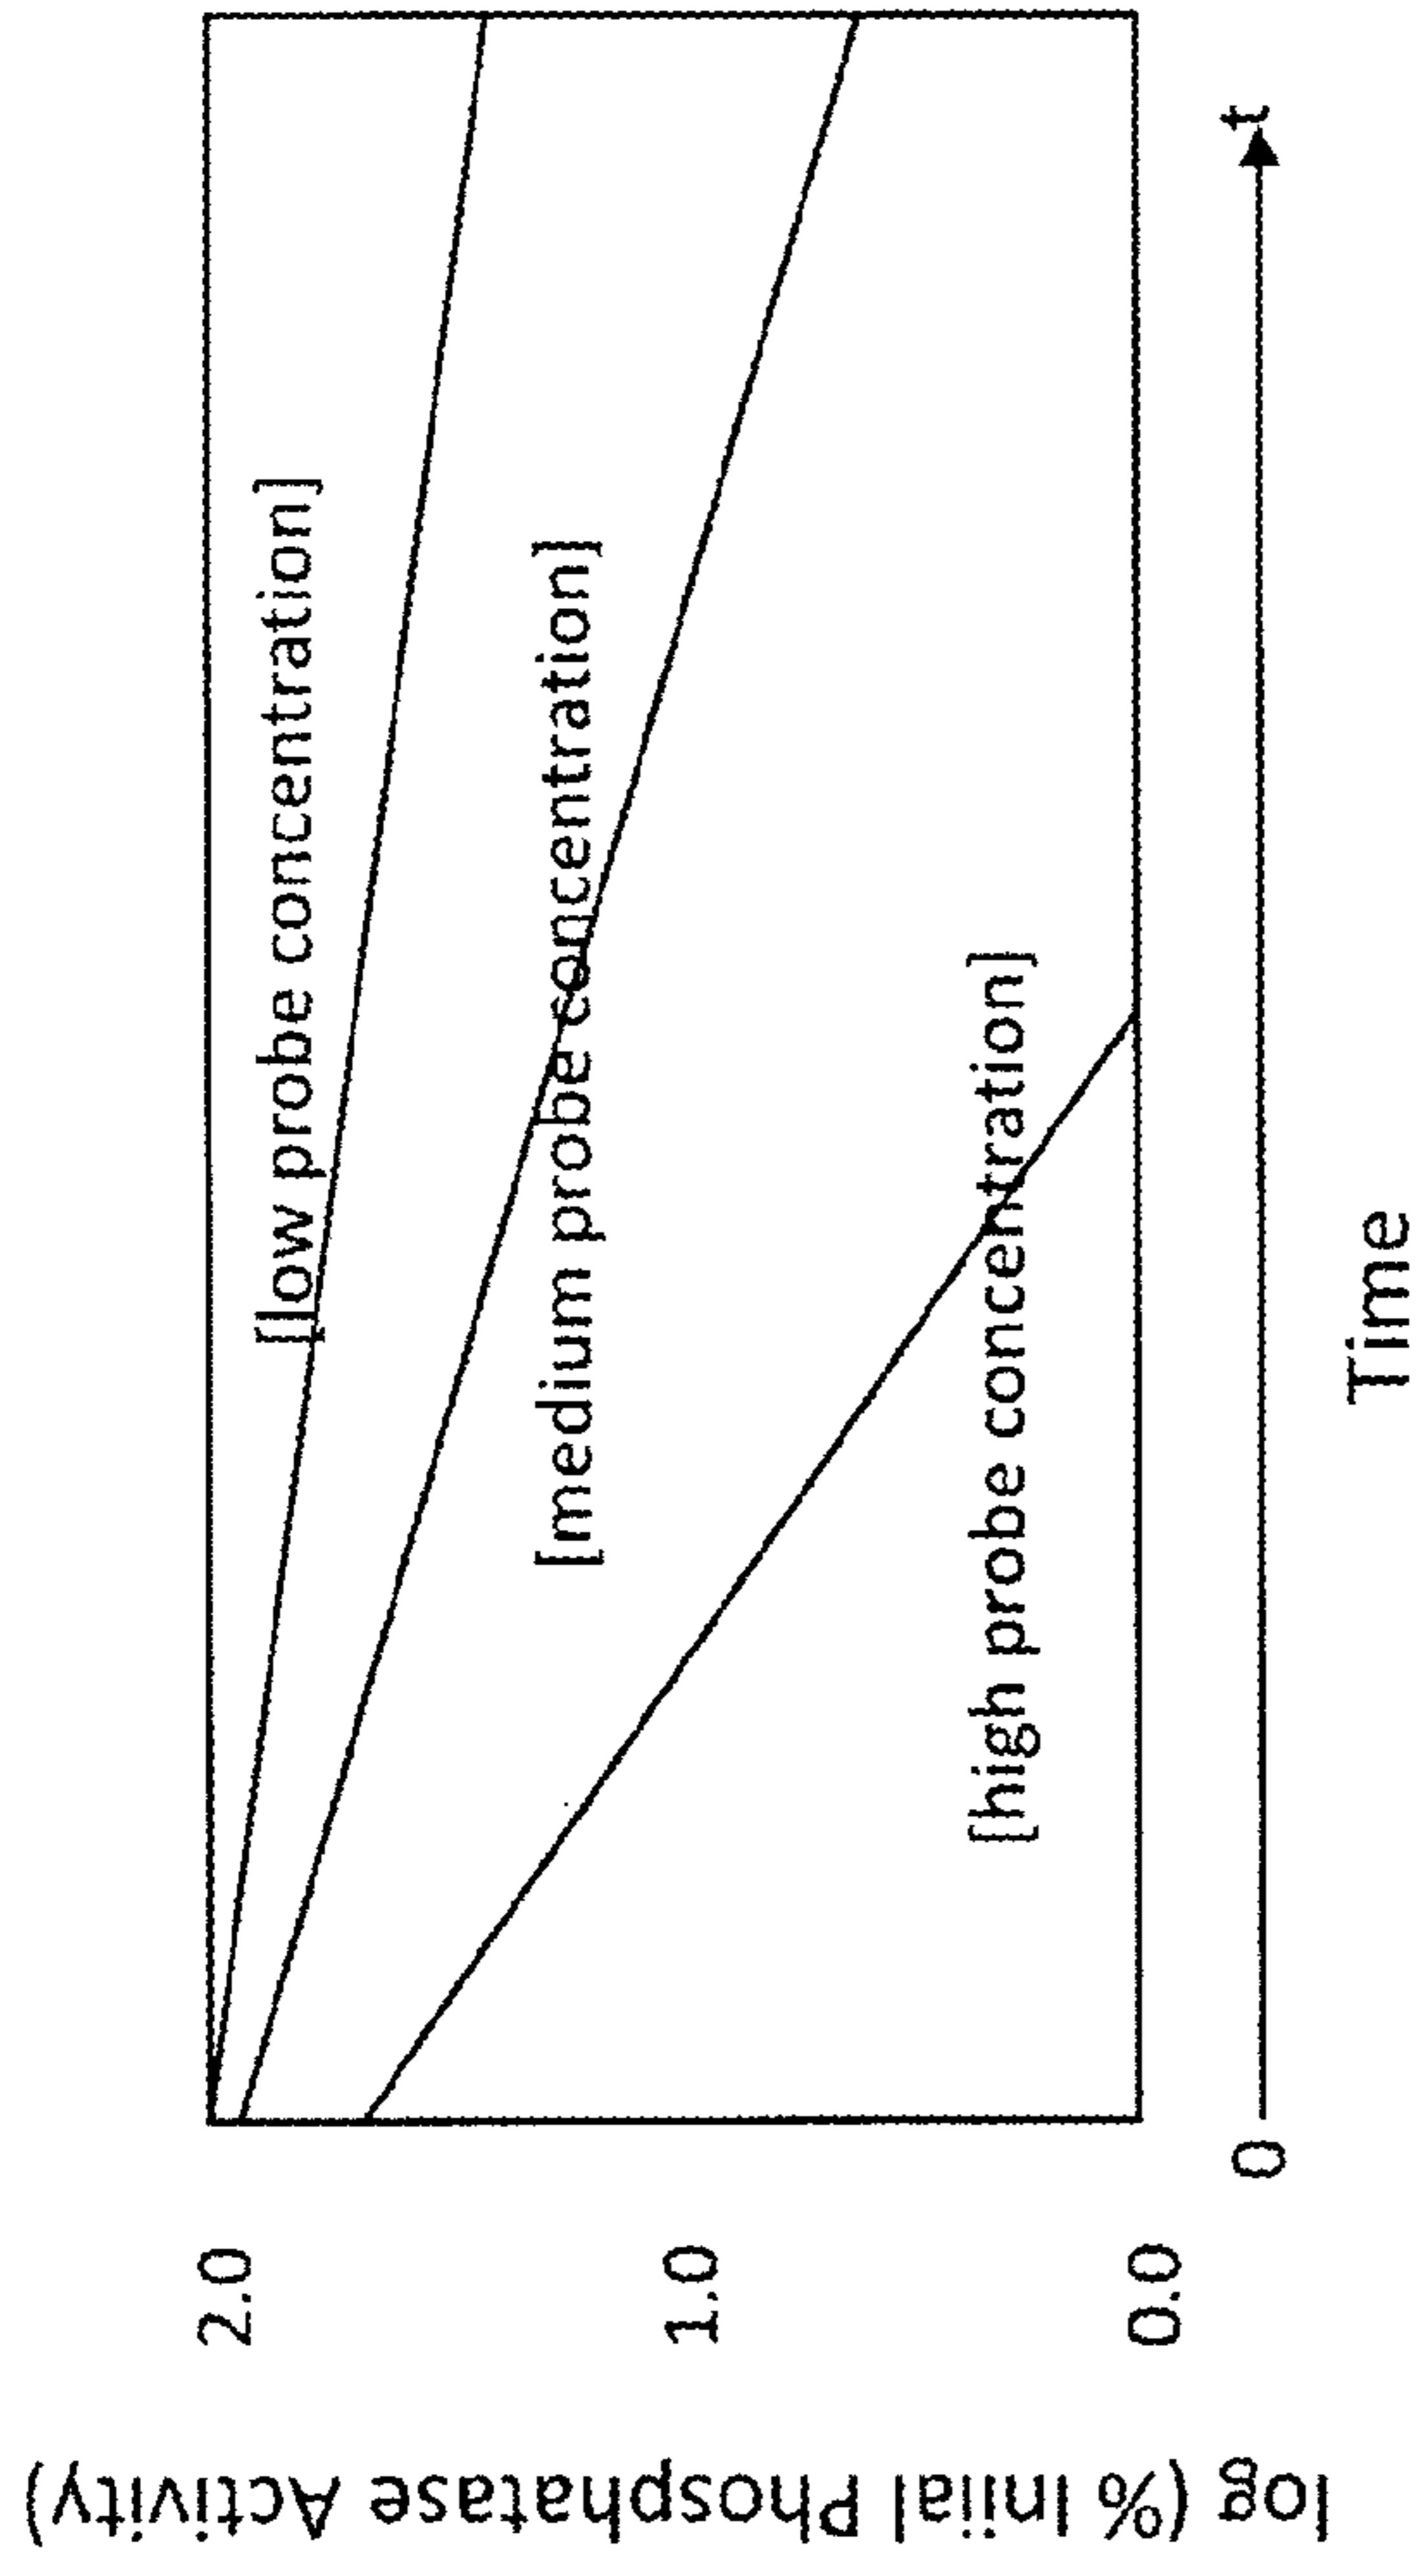 log (% Iniial Phosphatase Activity)
2.0
1.0
0.0
[low probe concentration]
[medium probe concentration]
[high probe concentration]
0
t
Time